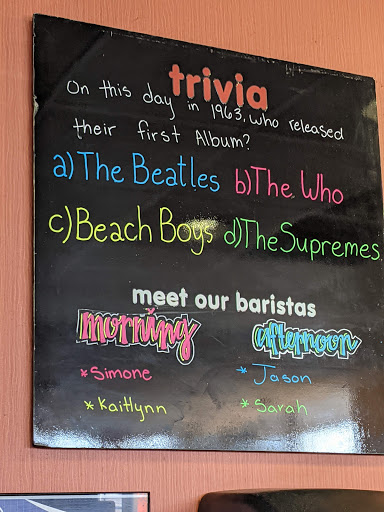 trivia
On this day in 1963, who released
their first Album?
a) The Beatles b) The Who
c) Beach Boys d) The Supremes
meet our baristas
morning afternoon
* Simone * Jason
* Kaitlynn * Sarah